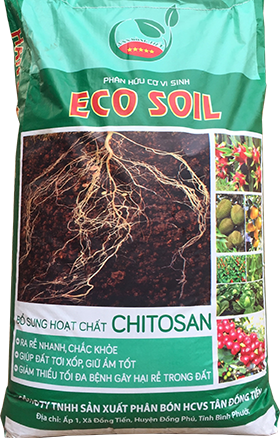 PHÂN HỮU CƠ VI SINH
ECO SOIL
BỔ SUNG HOẠT CHẤT CHITOSAN
RA RỄ NHANH, CHẮC KHỎE
GIÚP ĐẤT TƠI XỐP, GIỮ ẨM TỐT
GIẢM THIỂU TỐI ĐA BỆNH GÂY HẠI RỄ TRONG ĐẤT
CÔNG TY TNHH SẢN XUẤT PHÂN BÓN HCVS TÂN ĐỒNG TIẾN
Địa chỉ: Ấp 1, Xã Đồng Tiến, Huyện Đồng Phú, Tỉnh Bình Phước